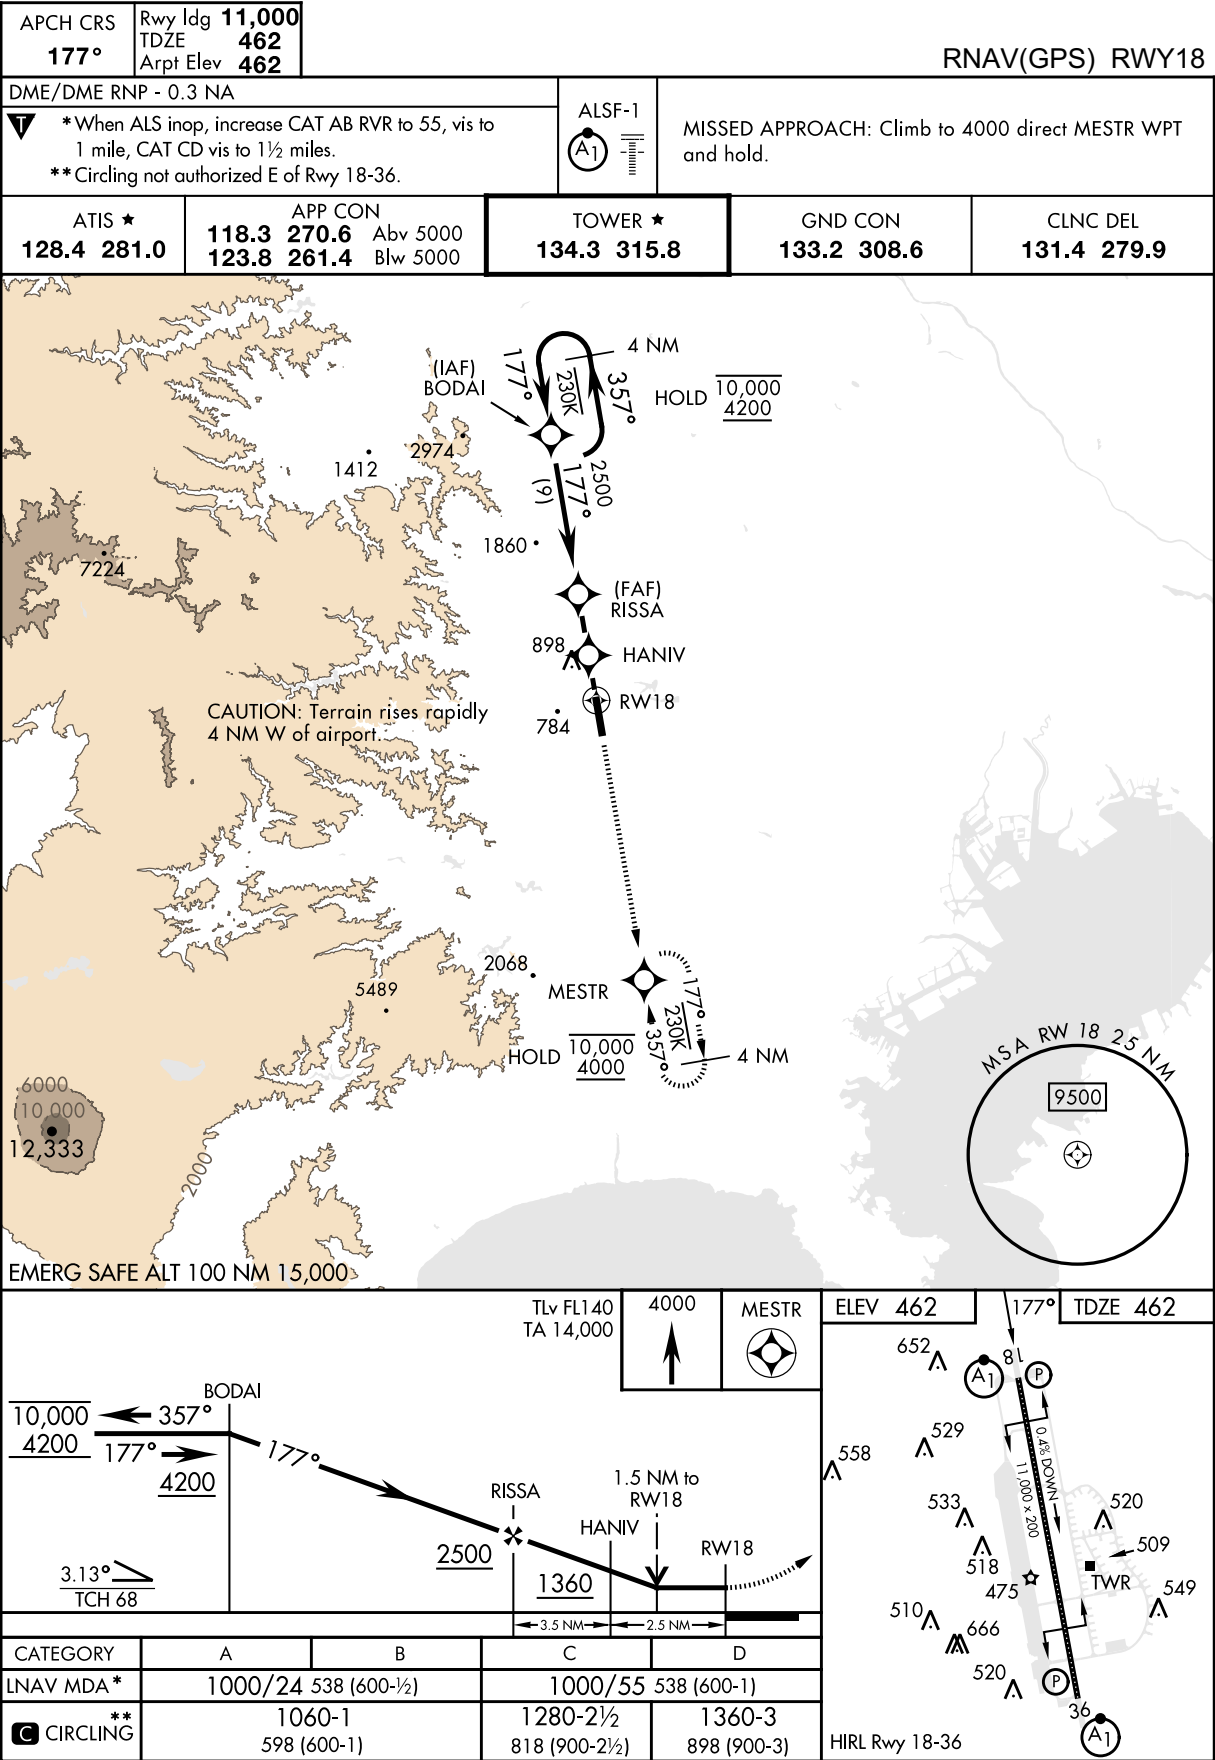 APCH CRS
177°
Rwy ldg 11,000
TDZE 462
Arpt Elev 462
RNAV(GPS) RWY18
DME/DME RNP - 0.3 NA
T
*When ALS inop, increase CAT AB RVR to 55, vis to
1 mile, CAT CD vis to 1½ miles.
**Circling not authorized E of Rwy 18-36.
ALSF-1
A1
MISSED APPROACH: Climb to 4000 direct MESTR WPT
and hold.
ATIS ★
128.4 281.0
APP CON
118.3 270.6 Abv 5000
123.8 261.4 Blw 5000
TOWER ★
134.3 315.8
GND CON
133.2 308.6
CLNC DEL
131.4 279.9
4 NM
177°
230K
357°
(IAF)
BODAI
HOLD 10,000
4200
2974
1412
2500
177°
(9)
1860
7224
(FAF)
RISSA
898
HANIV
RW18
784
CAUTION: Terrain rises rapidly
4 NM W of airport.
2068
5489
MESTR
177°
230K
357°
HOLD 10,000
4000
4 NM
MSA RW 18 25 NM
9500
6000
10 000
12,333
2000
EMERG SAFE ALT 100 NM 15,000
TLv FL140
TA 14,000
4000
MESTR
BODAI
10,000
4200
357°
177°
4200
177°
RISSA
2500
HANIV
1360
1.5 NM to
RW18
RW18
3.13°
TCH 68
3.5 NM
2.5 NM
ELEV 462
177°
TDZE 462
652
A1
18
P
529
558
0.4% DOWN
11,000 x 200
533
520
518
509
475
TWR
549
510
666
520
P
36
A1
HIRL Rwy 18-36
CATEGORY A B C D
LNAV MDA* 1000/24 538 (600-½) 1000/55 538 (600-1)
C CIRCLING** 1060-1 1280-2½ 1360-3
598 (600-1) 818 (900-2½) 898 (900-3)